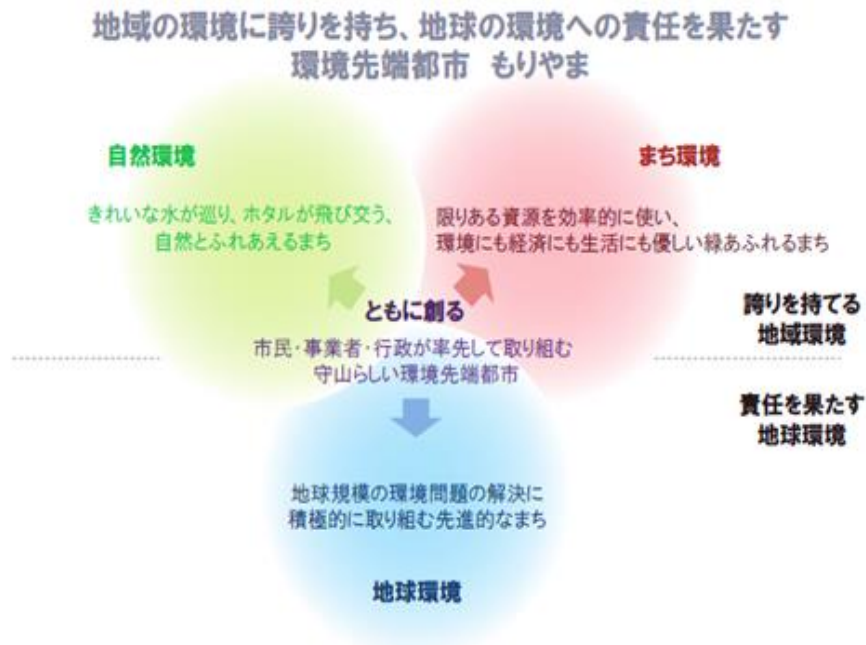 地域の環境に誇りを持ち、地球の環境への責任を果たす
環境先端都市　もりやま
自然環境
まち環境
きれいな水が巡り、ホタルが飛び交う、
自然とふれあえるまち
限りある資源を効率的に使い、
環境にも経済にも生活にも優しい緑あふれるまち
ともに創る
市民・事業者・行政が率先して取り組む
守山らしい環境先端都市
誇りを持てる
地域環境
責任を果たす
地球環境
地球規模の環境問題の解決に
積極的に取り組む先進的なまち
地球環境